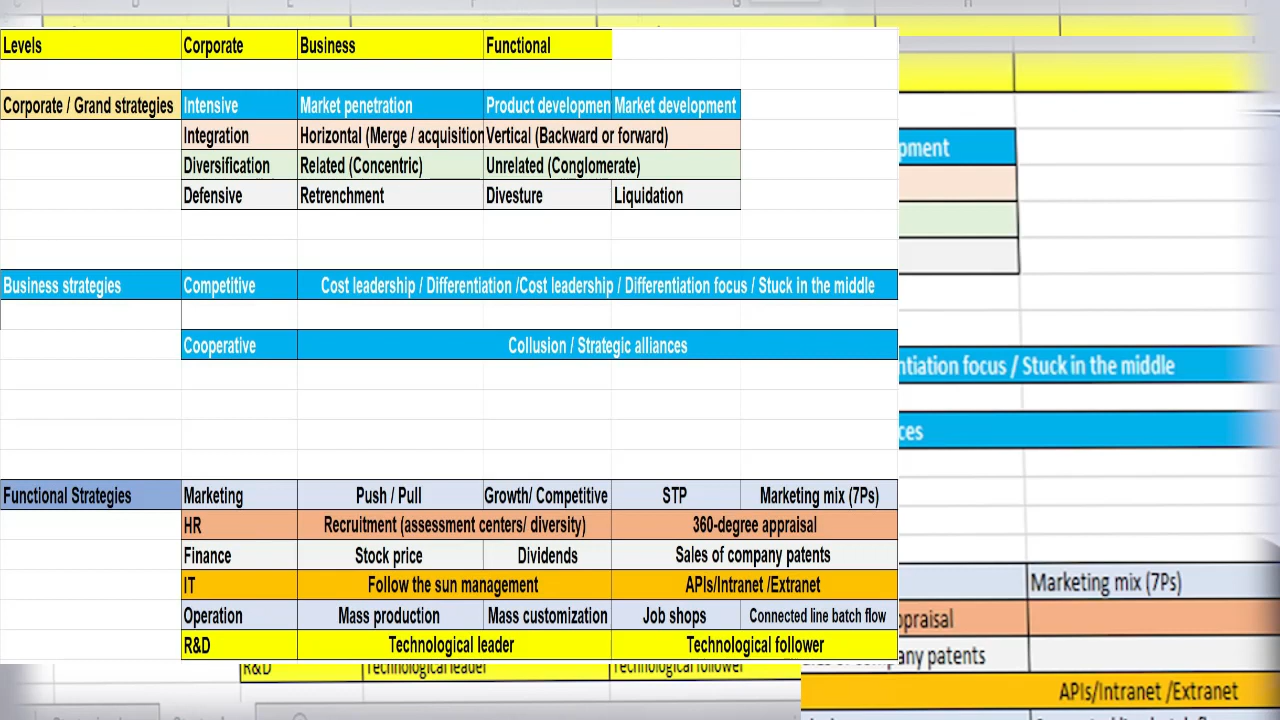 Levels Corporate Business Functional
Corporate / Grand strategies Intensive Market penetration Product developmen Market development
Integration Horizontal (Merge / acquisition Vertical (Backward or forward)
Diversification Related (Concentric) Unrelated (Conglomerate)
Defensive Retrenchment Divesture Liquidation
Business strategies Competitive Cost leadership / Differentiation /Cost leadership / Differentiation focus / Stuck in the middle
Cooperative Collusion / Strategic alliances
Functional Strategies Marketing Push / Pull Growth/ Competitive STP Marketing mix (7Ps)
HR Recruitment (assessment centers/ diversity) 360-degree appraisal
Finance Stock price Dividends Sales of company patents
IT Follow the sun management APIs/Intranet /Extranet
Operation Mass production Mass customization Job shops Connected line batch flow
R&D Technological leader Technological follower
pment
ntiation focus / Stuck in the middle
ces
Marketing mix (7Ps)
praisal
any patents
APIs/Intranet /Extranet
R&D Technological leader Technological follower